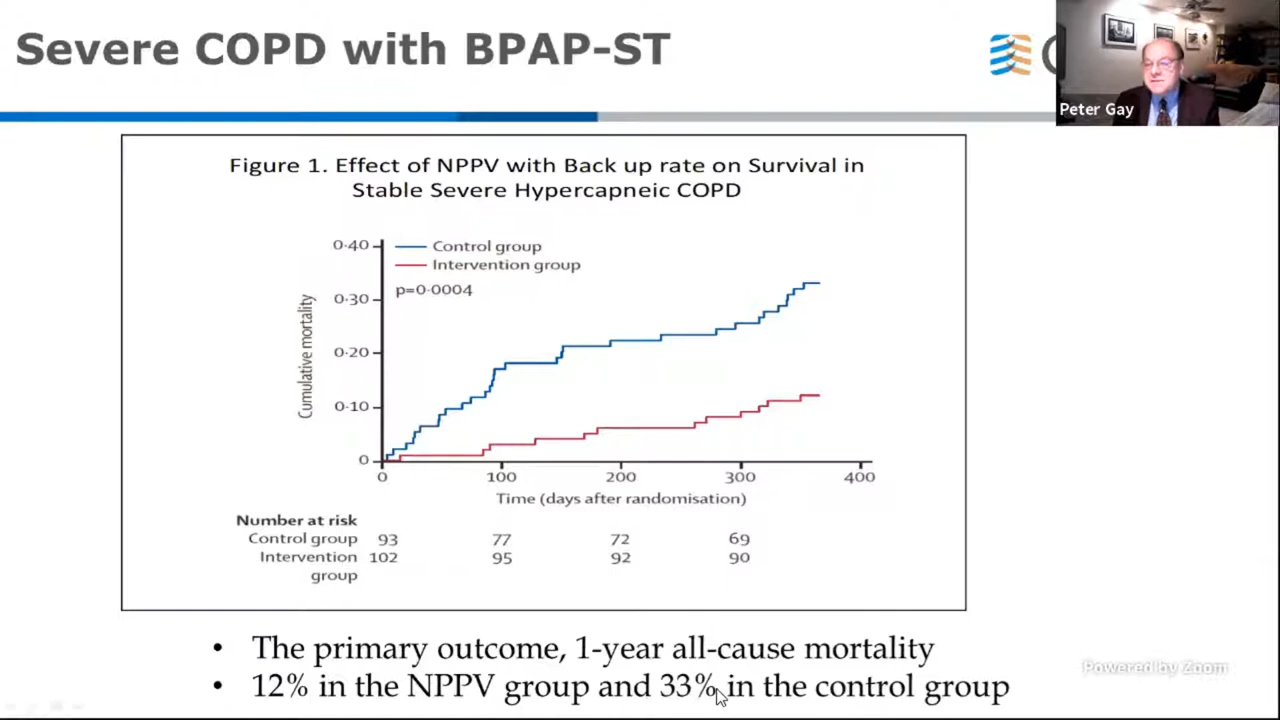 Severe COPD with BPAP-ST
Peter Gay
Figure 1. Effect of NPPV with Back up rate on Survival in
Stable Severe Hypercapneic COPD
0·40
Control group
Intervention group
p=0·0004
0·30
0·20
0·10
0
Cumulative mortality
0 100 200 300 400
Time (days after randomisation)
Number at risk
Control group 93 77 72 69
Intervention 102 95 92 90
group
• The primary outcome, 1-year all-cause mortality
• 12% in the NPPV group and 33% in the control group
Powered by Zoom